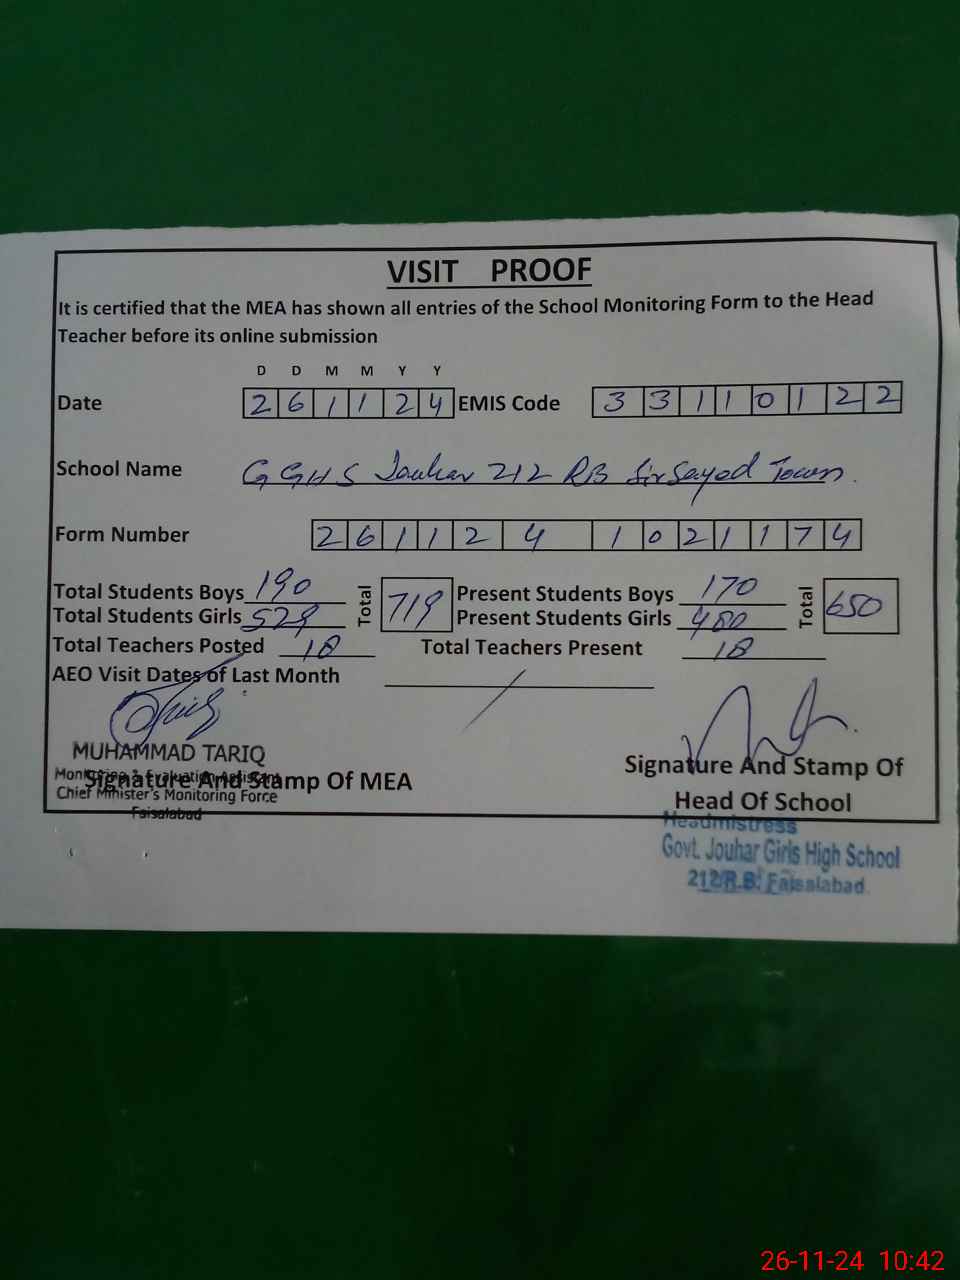 VISIT PROOF
It is certified that the MEA has shown all entries of the School Monitoring Form to the Head
Teacher before its online submission
D D M M Y Y
Date 2 6 1 1 2 4 EMIS Code 3 3 1 1 0 1 2 2
School Name GGHS Jouhar 212 RB Sir Sayed Town.
Form Number 2 6 1 1 2 4 1 0 2 1 1 7 4
Total Students Boys 190 Total 719 Present Students Boys 170 Total 650
Total Students Girls 529 Present Students Girls 480
Total Teachers Posted 18 Total Teachers Present 18
AEO Visit Dates of Last Month /
MUHAMMAD TARIQ
Monitoring & Evaluation Assistant
Signature And Stamp Of MEA
Chief Minister's Monitoring Force
Faisalabad
Signature And Stamp Of
Head Of School
Headmistress
Govt. Jouhar Girls High School
212/R.B. Faisalabad.
26-11-24 10:42